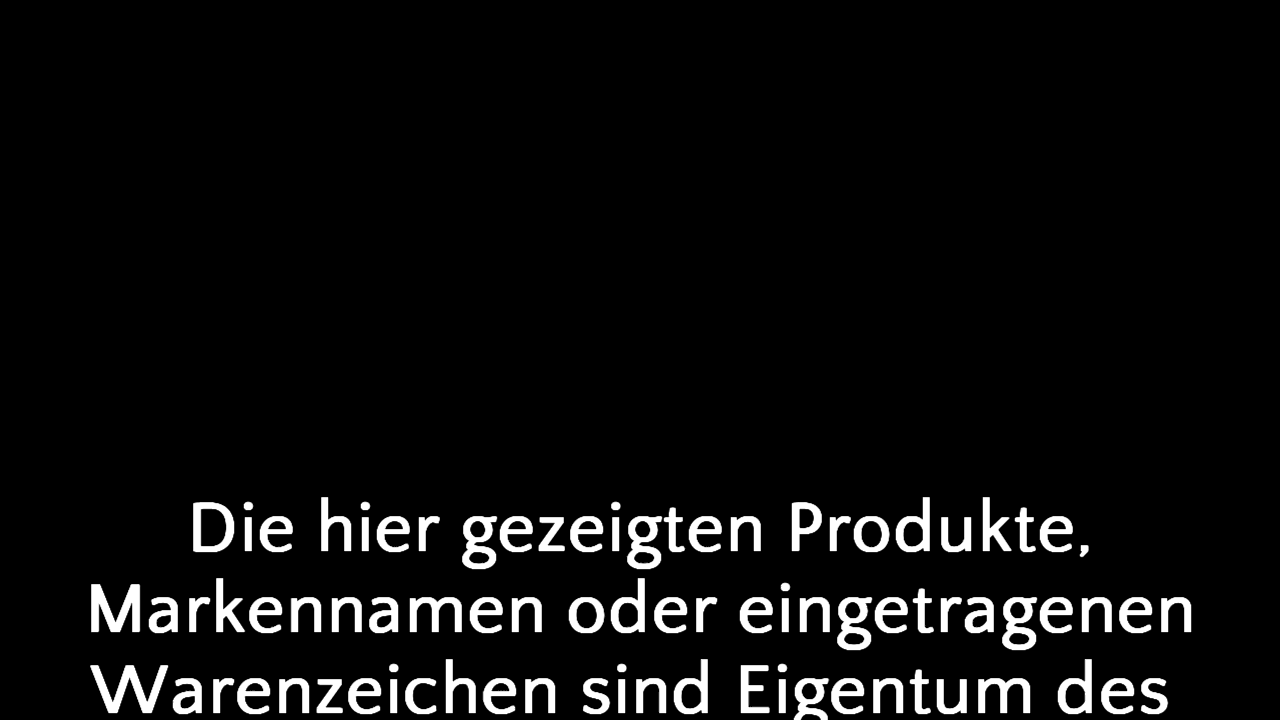 Die hier gezeigten Produkte,
Markennamen oder eingetragenen
Warenzeichen sind Eigentum des